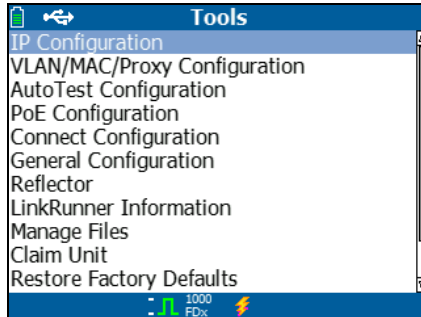 Tools
IP Configuration
VLAN/MAC/Proxy Configuration
AutoTest Configuration
PoE Configuration
Connect Configuration
General Configuration
Reflector
LinkRunner Information
Manage Files
Claim Unit
Restore Factory Defaults
1000
FDx